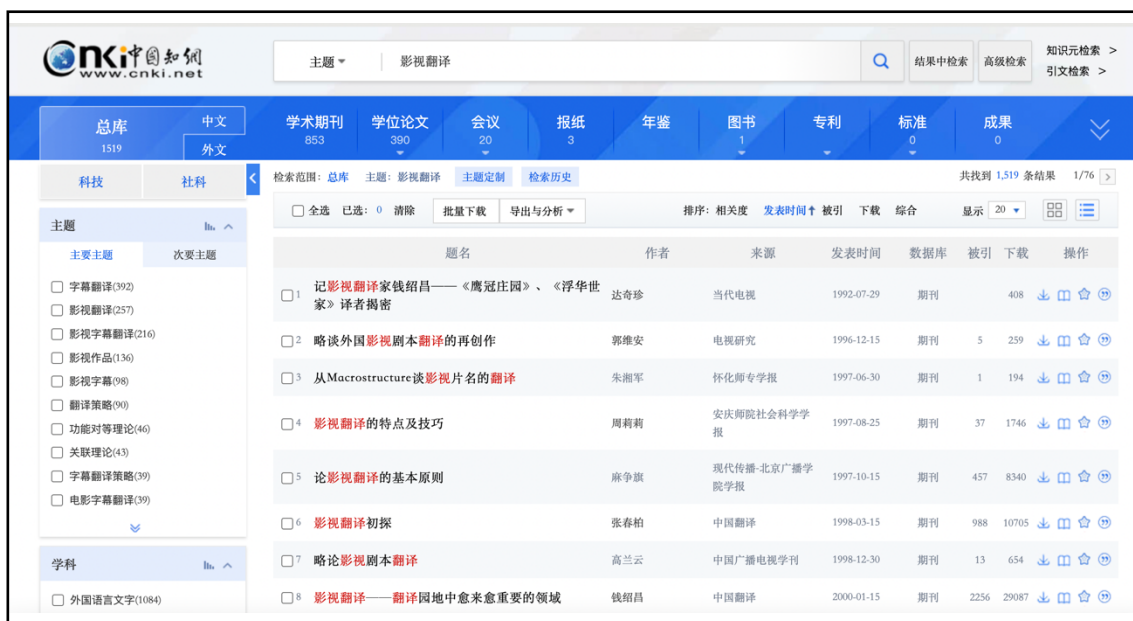 cnki中国知网
www.cnki.net
主题
影视翻译
结果中检索
高级检索
知识元检索 >
引文检索 >
总库
1519
中文
外文
学术期刊
853
学位论文
390
会议
20
报纸
3
年鉴
图书
1
专利
标准
0
成果
0
科技
社科
检索范围：总库 主题：影视翻译 主题定制 检索历史
共找到 1,519 条结果 1/76 >
全选 已选：0 清除 批量下载 导出与分析
排序：相关度 发表时间↑ 被引 下载 综合
显示 20
主题
主要主题 次要主题
字幕翻译(392)
影视翻译(257)
影视字幕翻译(216)
影视作品(136)
影视字幕(98)
翻译策略(90)
功能对等理论(46)
关联理论(43)
字幕翻译策略(39)
电影字幕翻译(39)
学科
外国语言文字(1084)
题名 作者 来源 发表时间 数据库 被引 下载 操作
1 记影视翻译家钱绍昌——《鹰冠庄园》、《浮华世
家》译者揭密
达奇珍 当代电视 1992-07-29 期刊 408
2 略谈外国影视剧本翻译的再创作 郭维安 电视研究 1996-12-15 期刊 5 259
3 从Macrostructure谈影视片名的翻译 朱湘军 怀化师专学报 1997-06-30 期刊 1 194
4 影视翻译的特点及技巧 周莉莉 安庆师院社会科学学
报
1997-08-25 期刊 37 1746
5 论影视翻译的基本原则 麻争旗 现代传播-北京广播学
院学报
1997-10-15 期刊 457 8340
6 影视翻译初探 张春柏 中国翻译 1998-03-15 期刊 988 10705
7 略论影视剧本翻译 高兰云 中国广播电视学刊 1998-12-30 期刊 13 654
8 影视翻译——翻译园地中愈来愈重要的领域 钱绍昌 中国翻译 2000-01-15 期刊 2256 29087